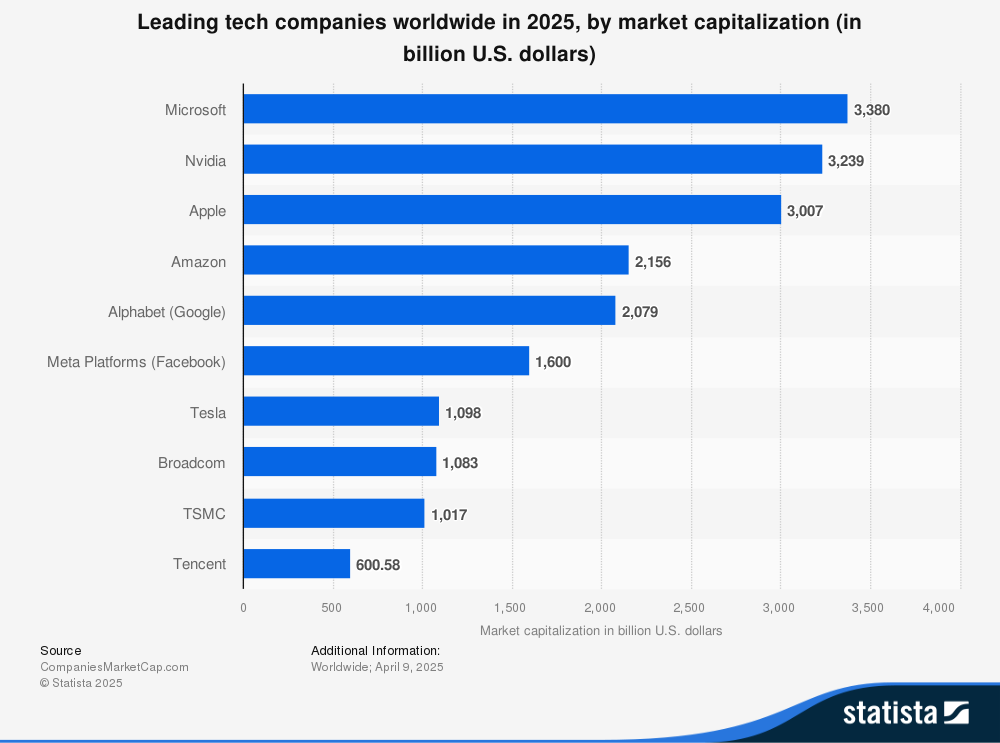 Leading tech companies worldwide in 2025, by market capitalization (in
billion U.S. dollars)
Microsoft 3,380
Nvidia 3,239
Apple 3,007
Amazon 2,156
Alphabet (Google) 2,079
Meta Platforms (Facebook) 1,600
Tesla 1,098
Broadcom 1,083
TSMC 1,017
Tencent 600.58
0 500 1,000 1,500 2,000 2,500 3,000 3,500 4,000
Market capitalization in billion U.S. dollars
Source
CompaniesMarketCap.com
© Statista 2025
Additional Information:
Worldwide; April 9, 2025
statista